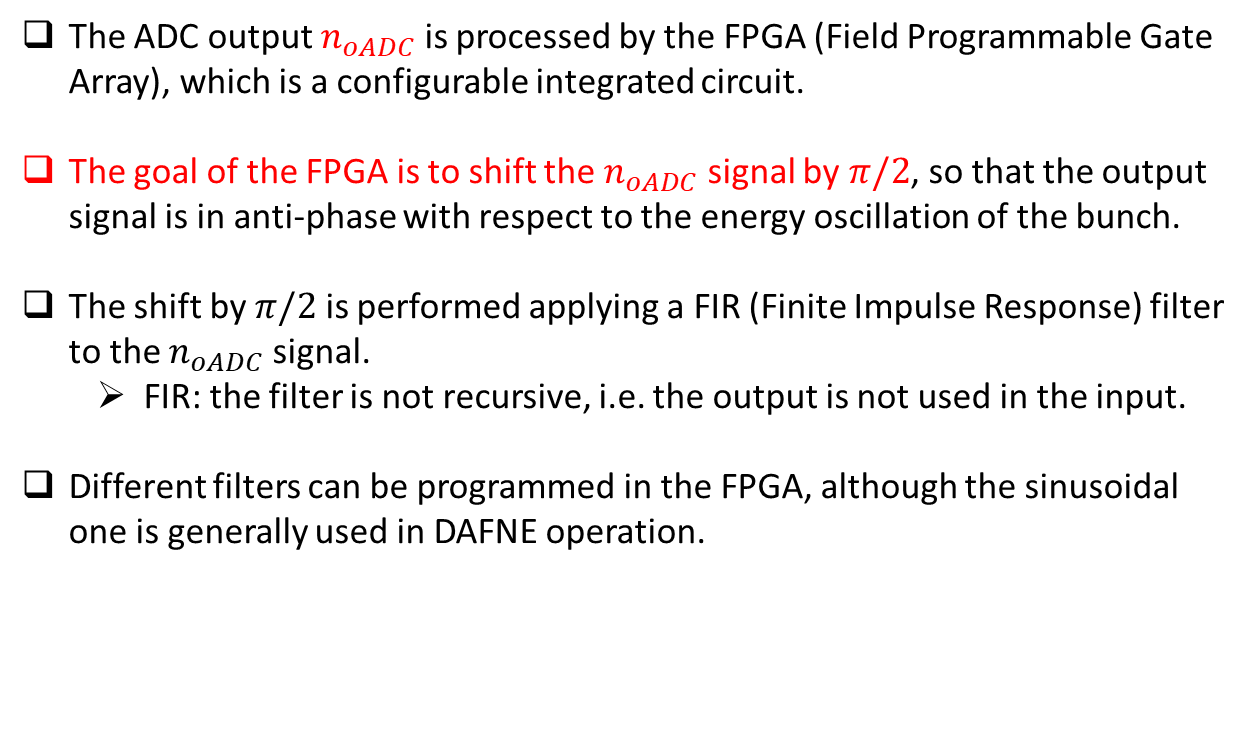 ❑ The ADC output 𝑛ₒADC is processed by the FPGA (Field Programmable Gate
Array), which is a configurable integrated circuit.
❑ The goal of the FPGA is to shift the 𝑛ₒADC signal by 𝜋/2, so that the output
signal is in anti-phase with respect to the energy oscillation of the bunch.
❑ The shift by 𝜋/2 is performed applying a FIR (Finite Impulse Response) filter
to the 𝑛ₒADC signal.
➢ FIR: the filter is not recursive, i.e. the output is not used in the input.
❑ Different filters can be programmed in the FPGA, although the sinusoidal
one is generally used in DAFNE operation.